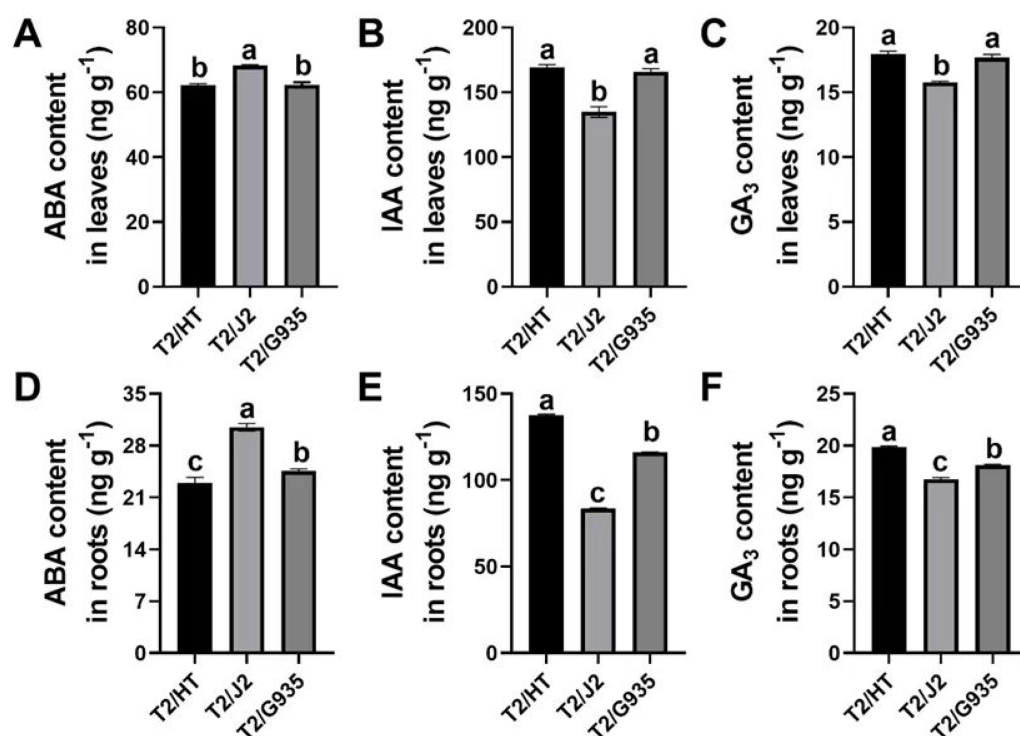 A
ABA content
in leaves (ng g⁻¹)
80
60
40
20
0
b
a
b
T2/HT
T2/J2
T2/G935
B
IAA content
in leaves (ng g⁻¹)
200
150
100
50
0
a
b
a
T2/HT
T2/J2
T2/G935
C
GA₃ content
in leaves (ng g⁻¹)
20
15
10
5
0
a
b
a
T2/HT
T2/J2
T2/G935
D
ABA content
in roots (ng g⁻¹)
35
28
21
14
7
0
c
a
b
T2/HT
T2/J2
T2/G935
E
IAA content
in roots (ng g⁻¹)
150
100
50
0
a
c
b
T2/HT
T2/J2
T2/G935
F
GA₃ content
in roots (ng g⁻¹)
25
20
15
10
5
0
a
c
b
T2/HT
T2/J2
T2/G935